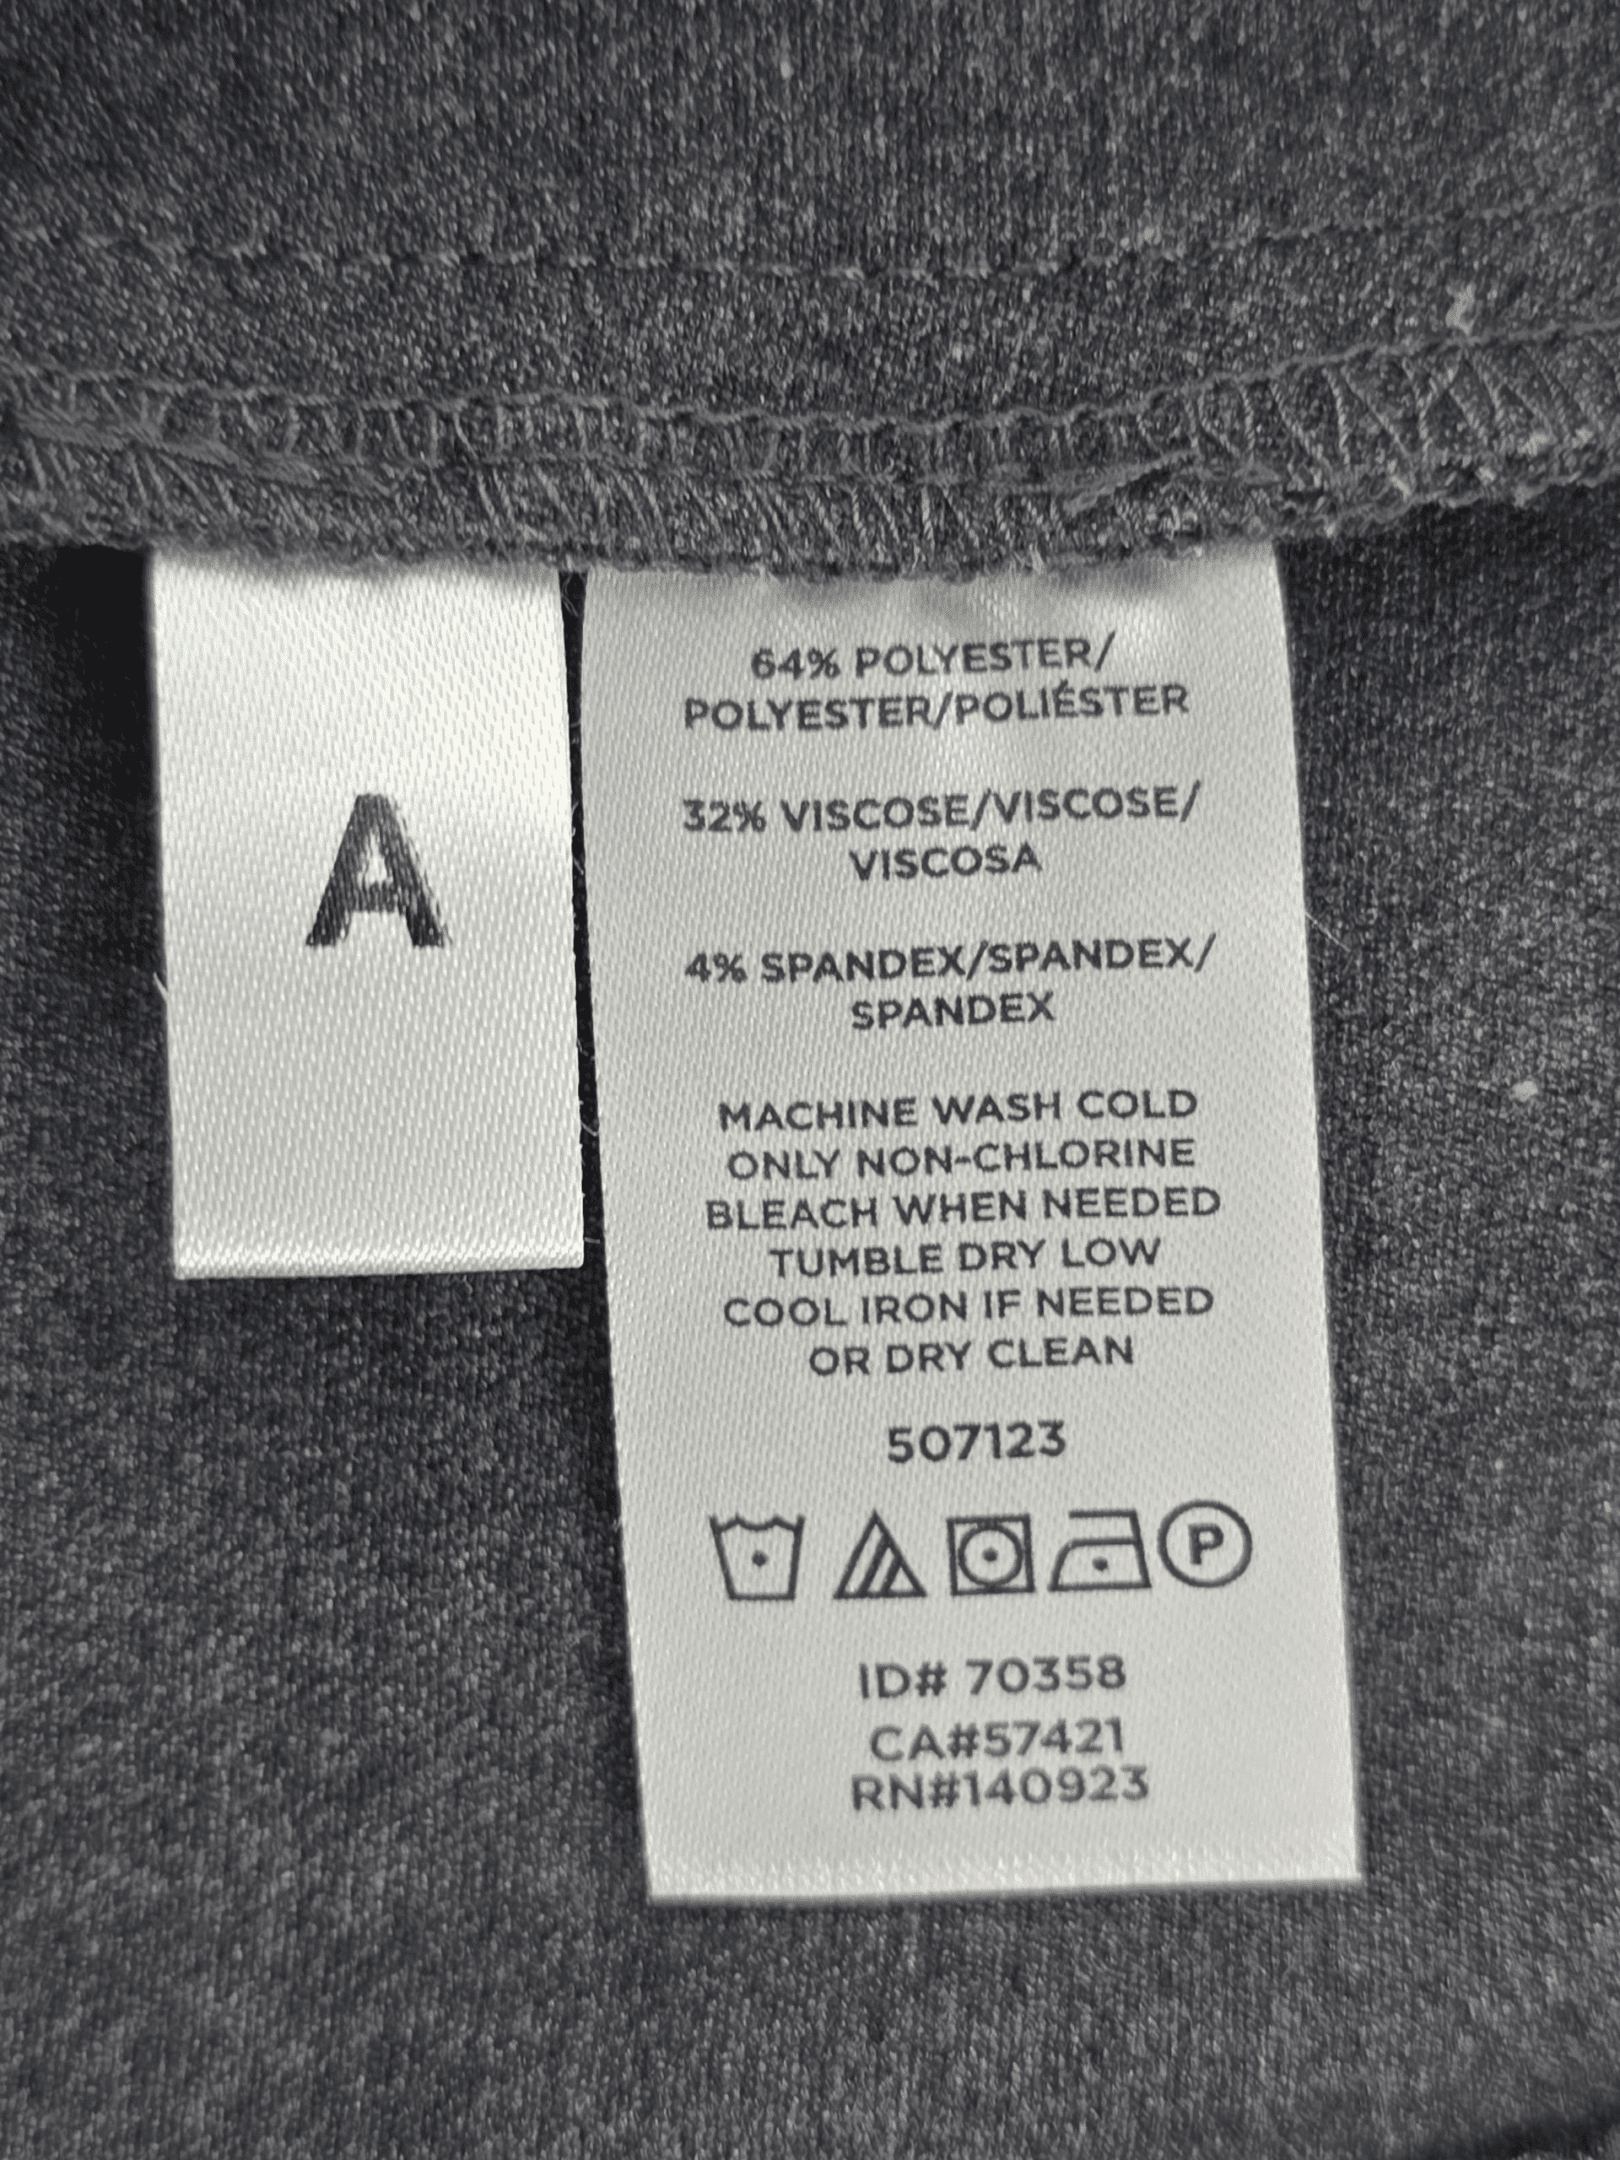 A
64% POLYESTER/
POLYESTER/POLIÉSTER
32% VISCOSE/VISCOSE/
VISCOSA
4% SPANDEX/SPANDEX/
SPANDEX
MACHINE WASH COLD
ONLY NON-CHLORINE
BLEACH WHEN NEEDED
TUMBLE DRY LOW
COOL IRON IF NEEDED
OR DRY CLEAN
507123
P
ID# 70358
CA#57421
RN#140923